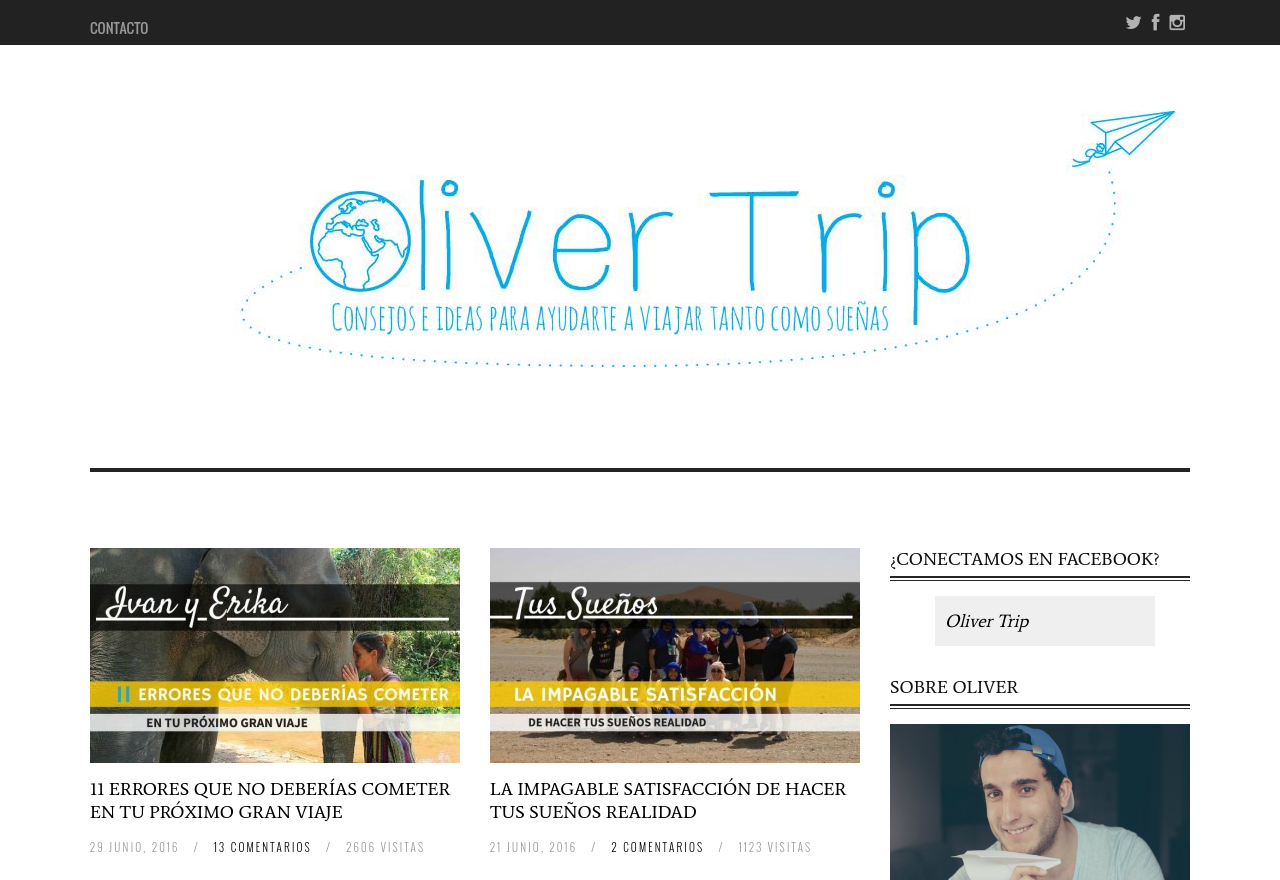 CONTACTO
Oliver Trip
CONSEJOS E IDEAS PARA AYUDARTE A VIAJAR TANTO COMO SUEÑAS
Ivan y Erika
11 ERRORES QUE NO DEBERÍAS COMETER
EN TU PRÓXIMO GRAN VIAJE
11 ERRORES QUE NO DEBERÍAS COMETER
EN TU PRÓXIMO GRAN VIAJE
29 JUNIO, 2016 / 13 COMENTARIOS / 2606 VISITAS
Tus Sueños
LA IMPAGABLE SATISFACCIÓN
DE HACER TUS SUEÑOS REALIDAD
LA IMPAGABLE SATISFACCIÓN DE HACER
TUS SUEÑOS REALIDAD
21 JUNIO, 2016 / 2 COMENTARIOS / 1123 VISITAS
¿CONECTAMOS EN FACEBOOK?
Oliver Trip
SOBRE OLIVER